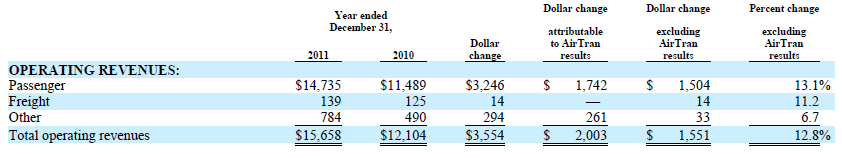 Dollar change Dollar change Percent change
Year ended
December 31, attributable excluding excluding
Dollar to AirTran AirTran AirTran
2011 2010 change results results results
OPERATING REVENUES:
Passenger $14,735 $11,489 $3,246 $ 1,742 $ 1,504 13.1%
Freight 139 125 14 — 14 11.2
Other 784 490 294 261 33 6.7
Total operating revenues $15,658 $12,104 $3,554 $ 2,003 $ 1,551 12.8%